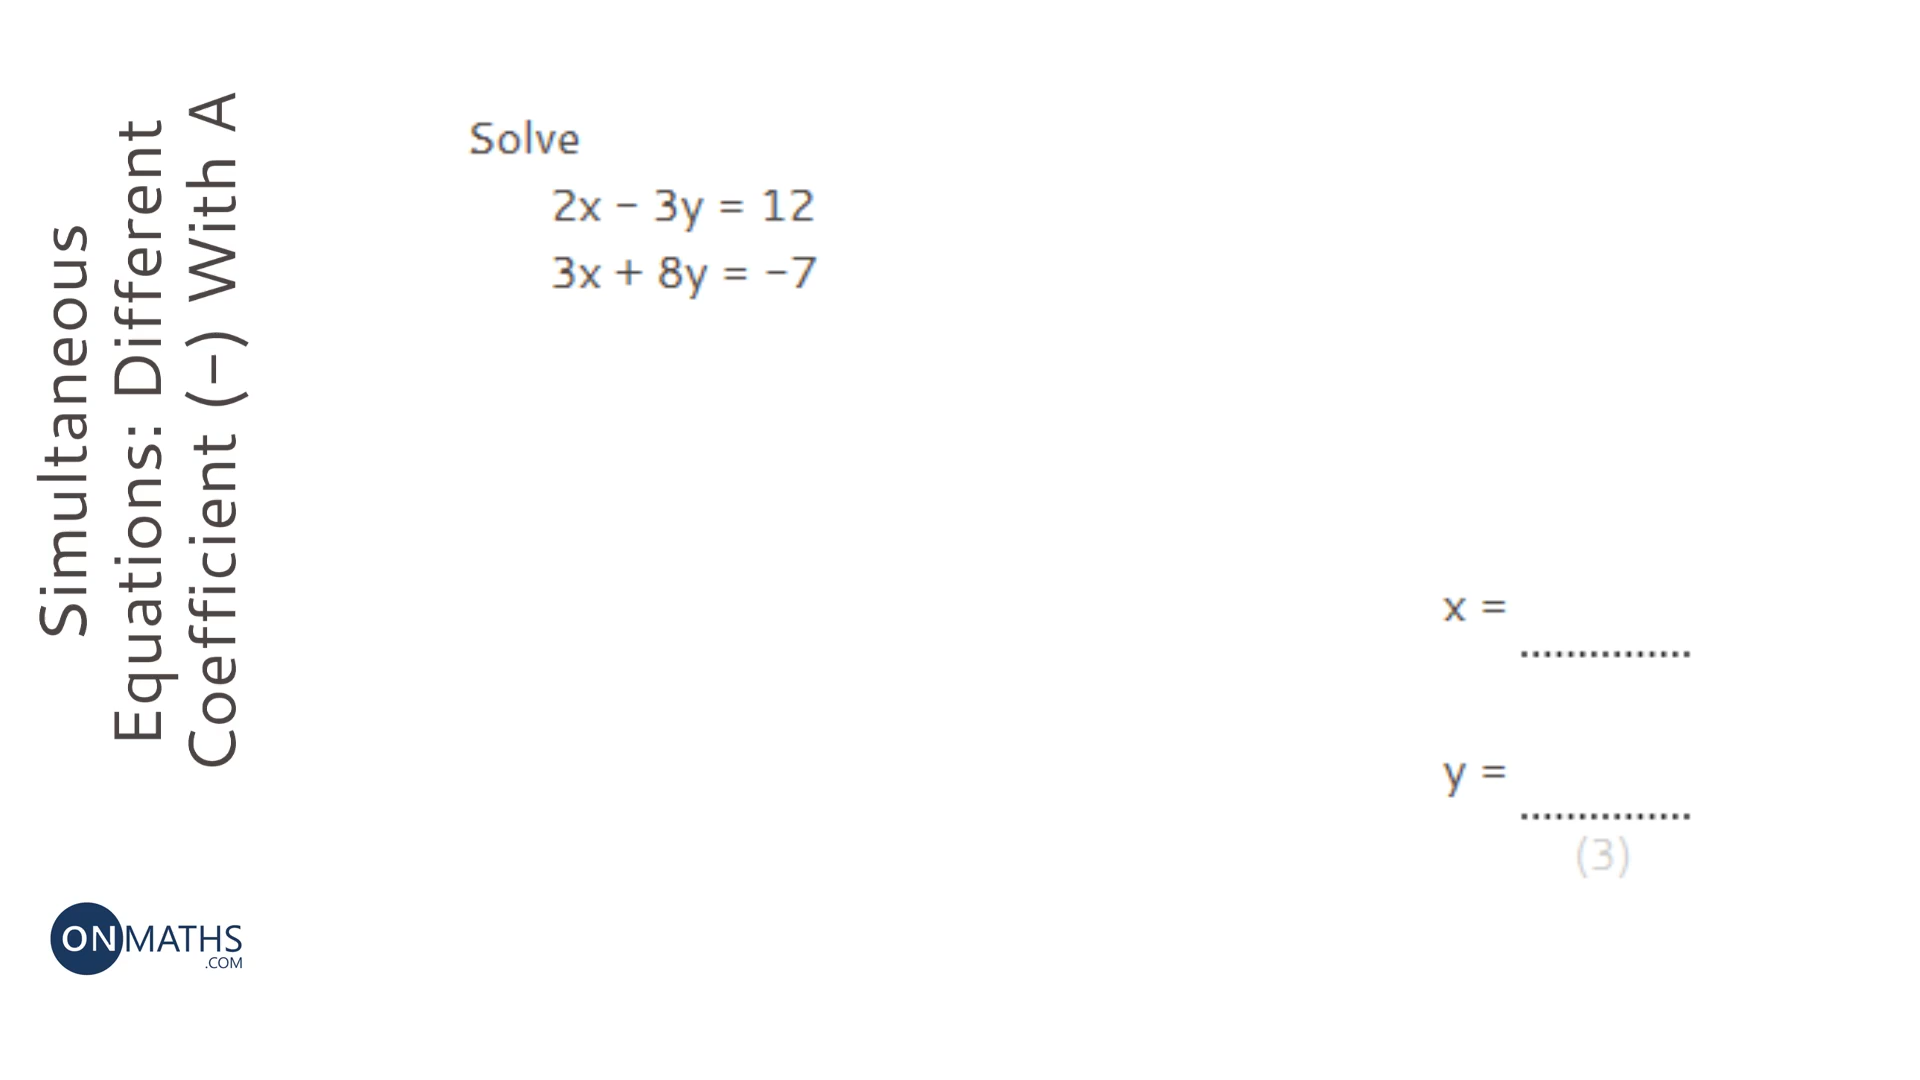 Simultaneous
Equations: Different
Coefficient (−) With A
Solve
2x − 3y = 12
3x + 8y = −7
x =
...............
y =
...............
(3)
ONMATHS
.COM